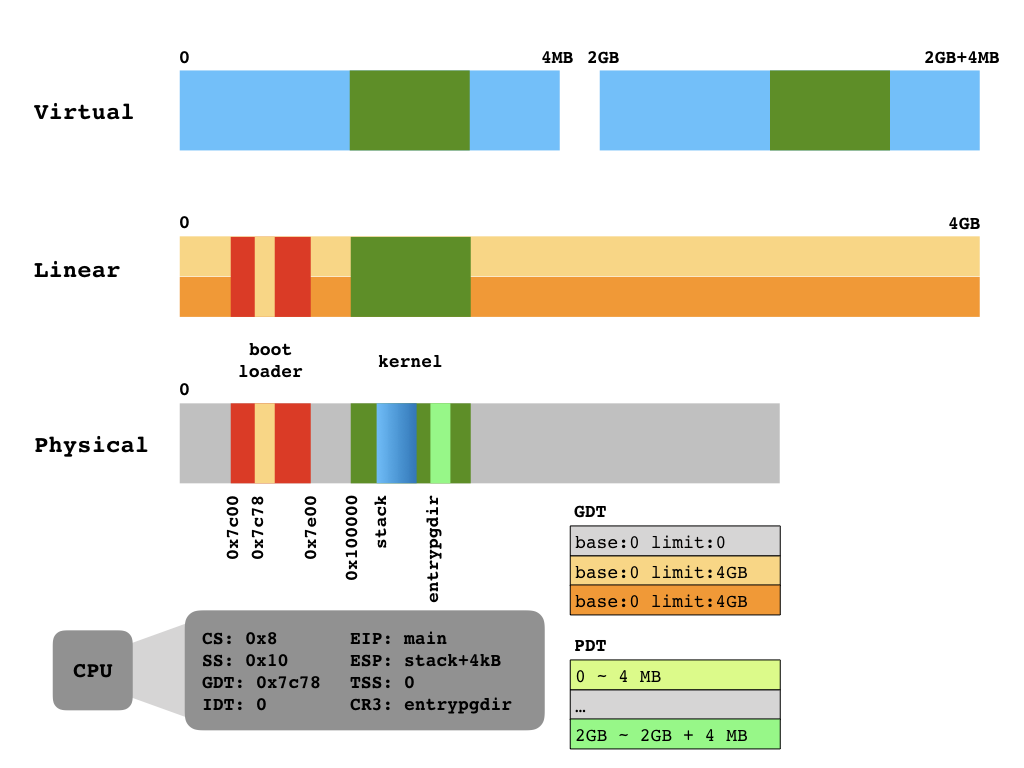 0 4MB 2GB 2GB+4MB
Virtual
0 4GB
Linear
boot
loader
kernel
0
Physical
0x7c00
0x7c78
0x7e00
0x100000
stack
entrypgdir
GDT
base:0 limit:0
base:0 limit:4GB
base:0 limit:4GB
CPU
CS: 0x8 EIP: main
SS: 0x10 ESP: stack+4kB
GDT: 0x7c78 TSS: 0
IDT: 0 CR3: entrypgdir
PDT
0 ~ 4 MB
…
2GB ~ 2GB + 4 MB